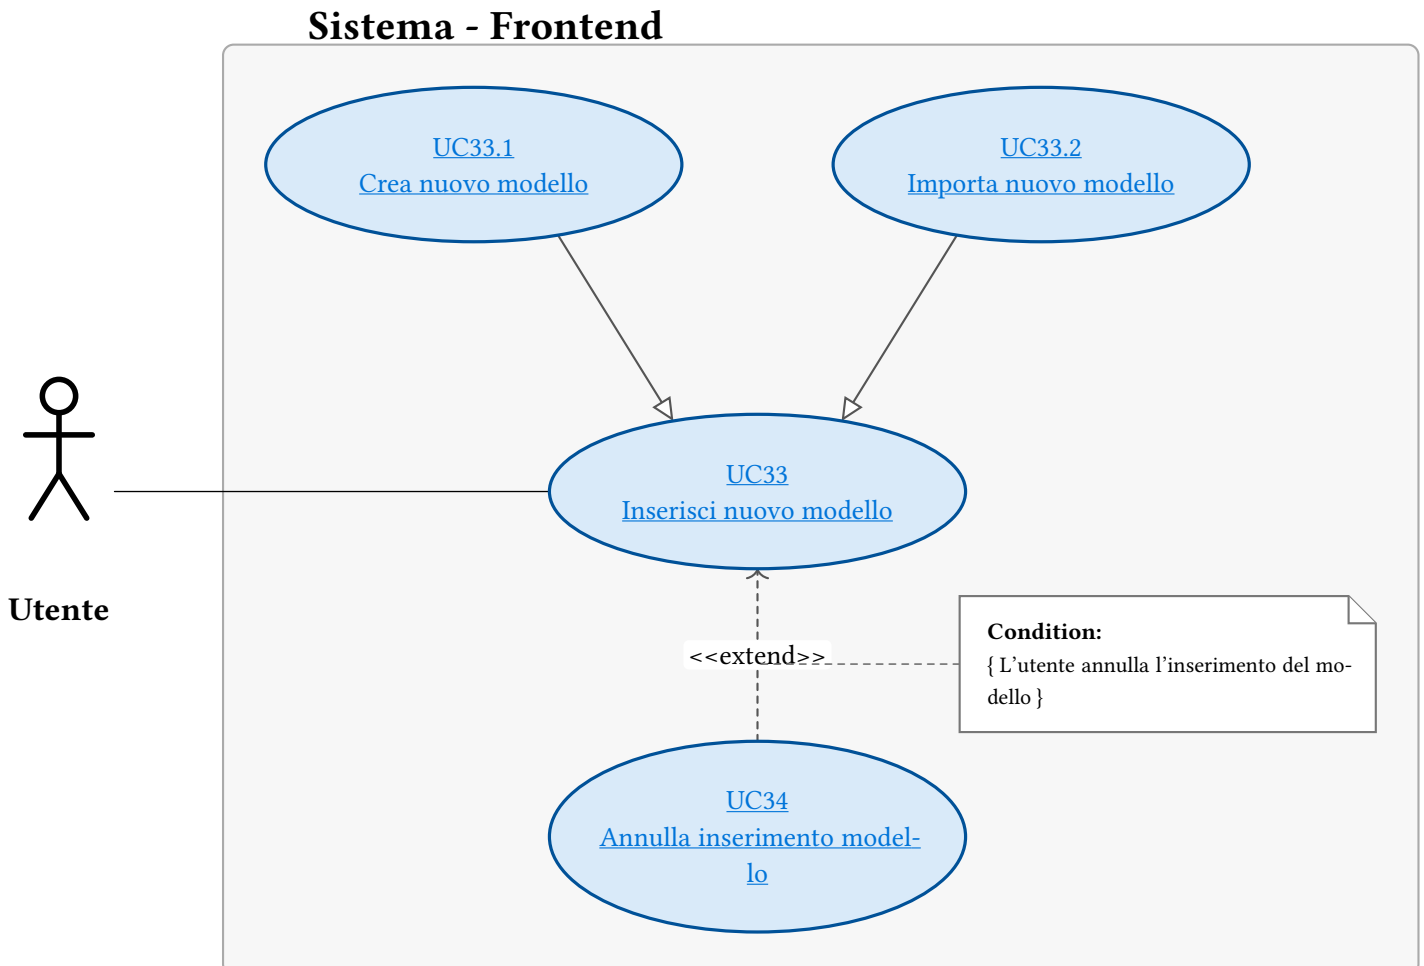 Sistema - Frontend
UC33.1
Crea nuovo modello
UC33.2
Importa nuovo modello
UC33
Inserisci nuovo modello
Utente
<<extend>>
Condition:
{ L’utente annulla l’inserimento del mo-
dello }
UC34
Annulla inserimento model-
lo